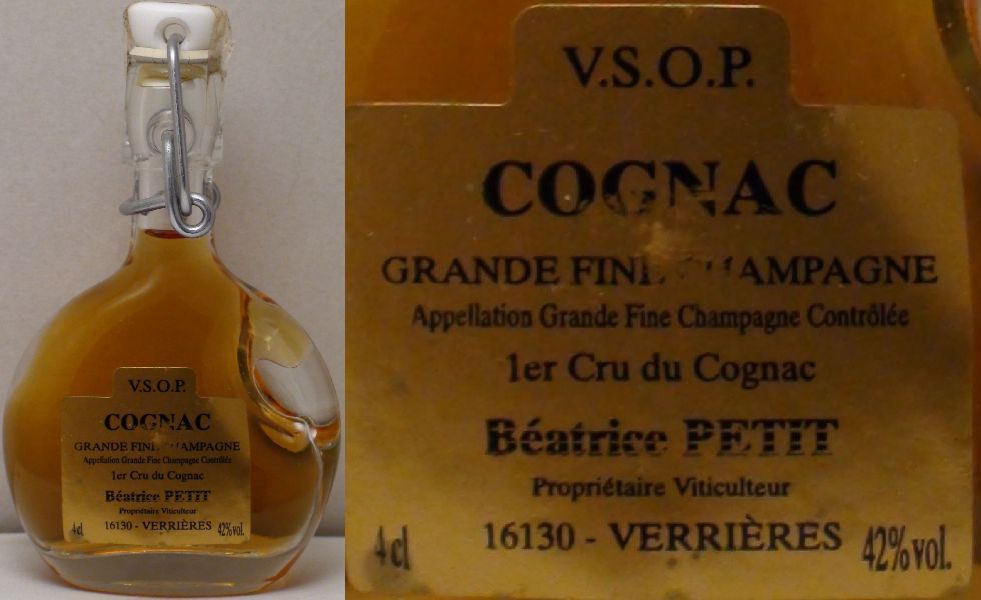 V.S.O.P.
COGNAC
GRANDE FINE CHAMPAGNE
Appellation Grande Fine Champagne Contrôlée
1er Cru du Cognac
Béatrice PETIT
Propriétaire Viticulteur
4 cl 16130 - VERRIÈRES 42% vol.
V.S.O.P.
COGNAC
GRANDE FINE CHAMPAGNE
Appellation Grande Fine Champagne Contrôlée
1er Cru du Cognac
Béatrice PETIT
Propriétaire Viticulteur
4 cl 16130 - VERRIÈRES 42% vol.